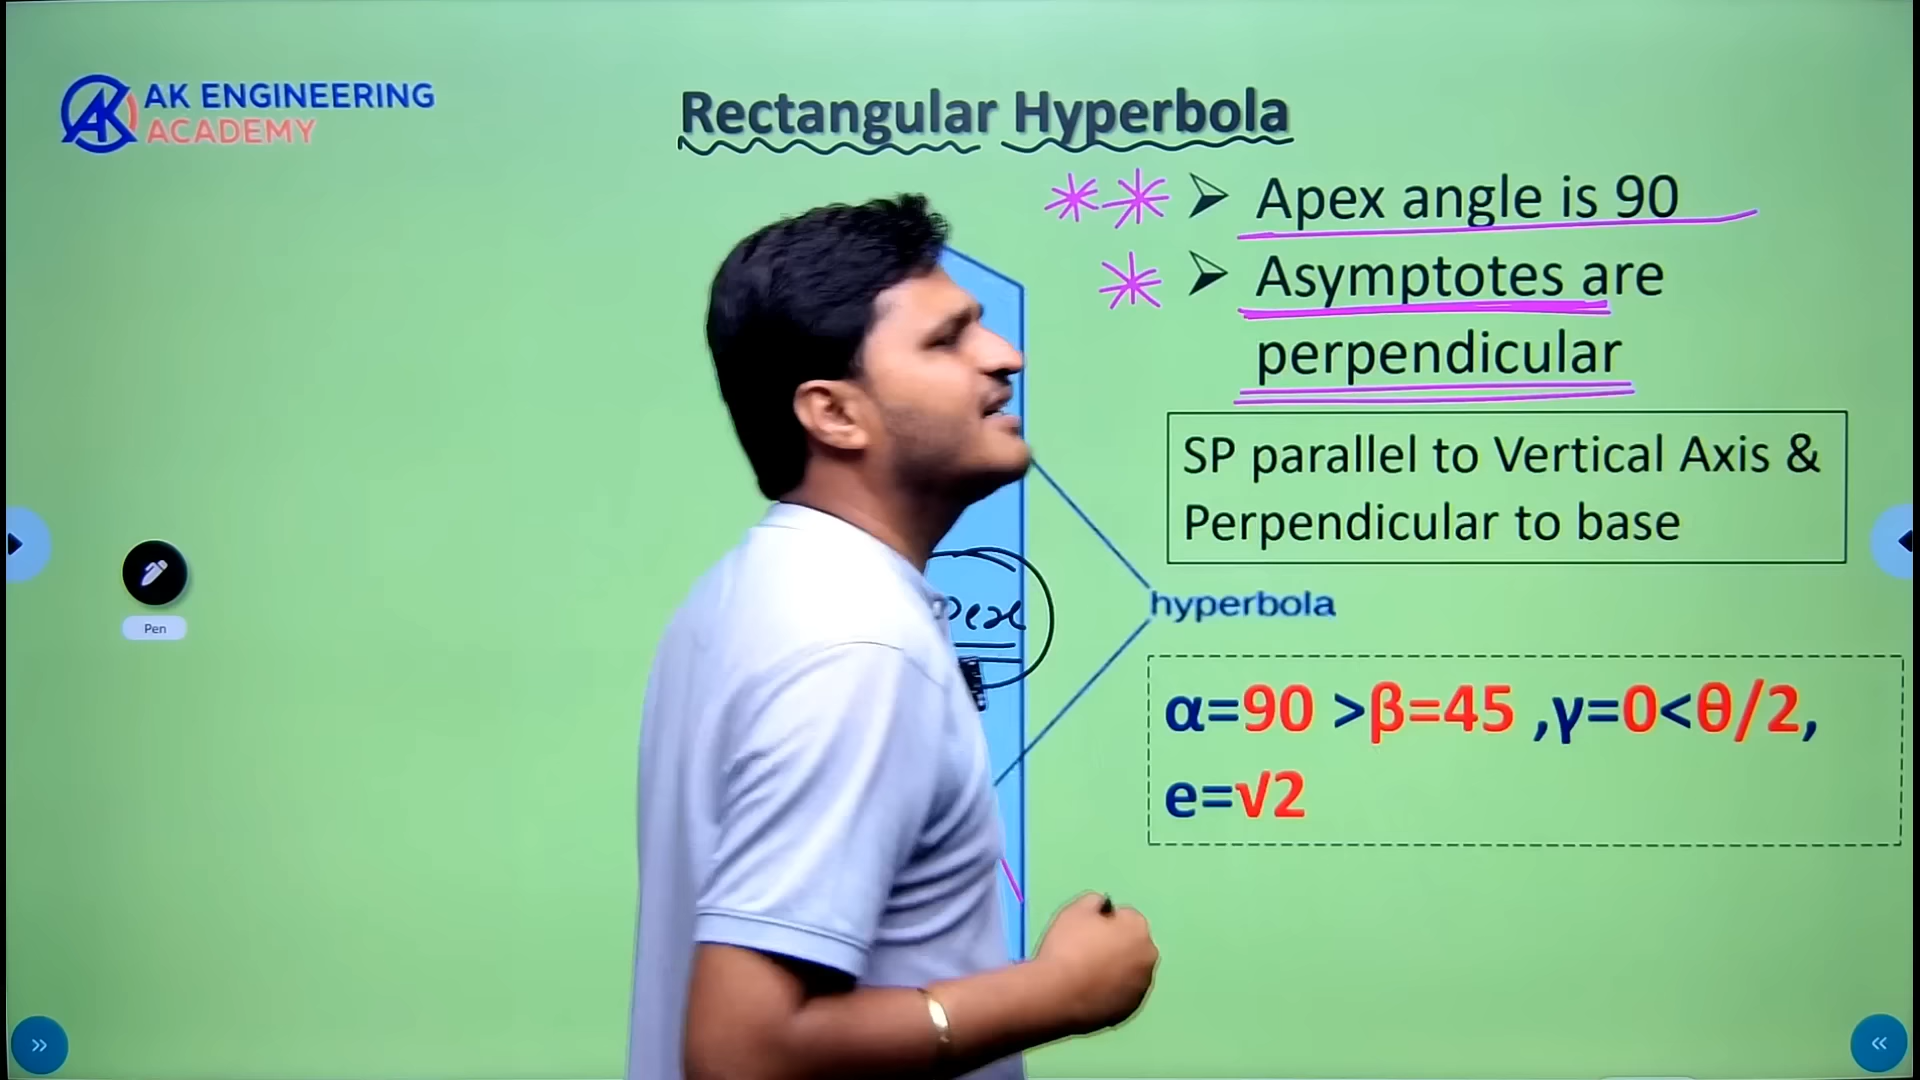 AK ENGINEERING
ACADEMY
Rectangular Hyperbola
➢ Apex angle is 90
➢ Asymptotes are
perpendicular
SP parallel to Vertical Axis &
Perpendicular to base
hyperbola
α=90 >β=45 ,γ=0<θ/2,
e=√2
Pen